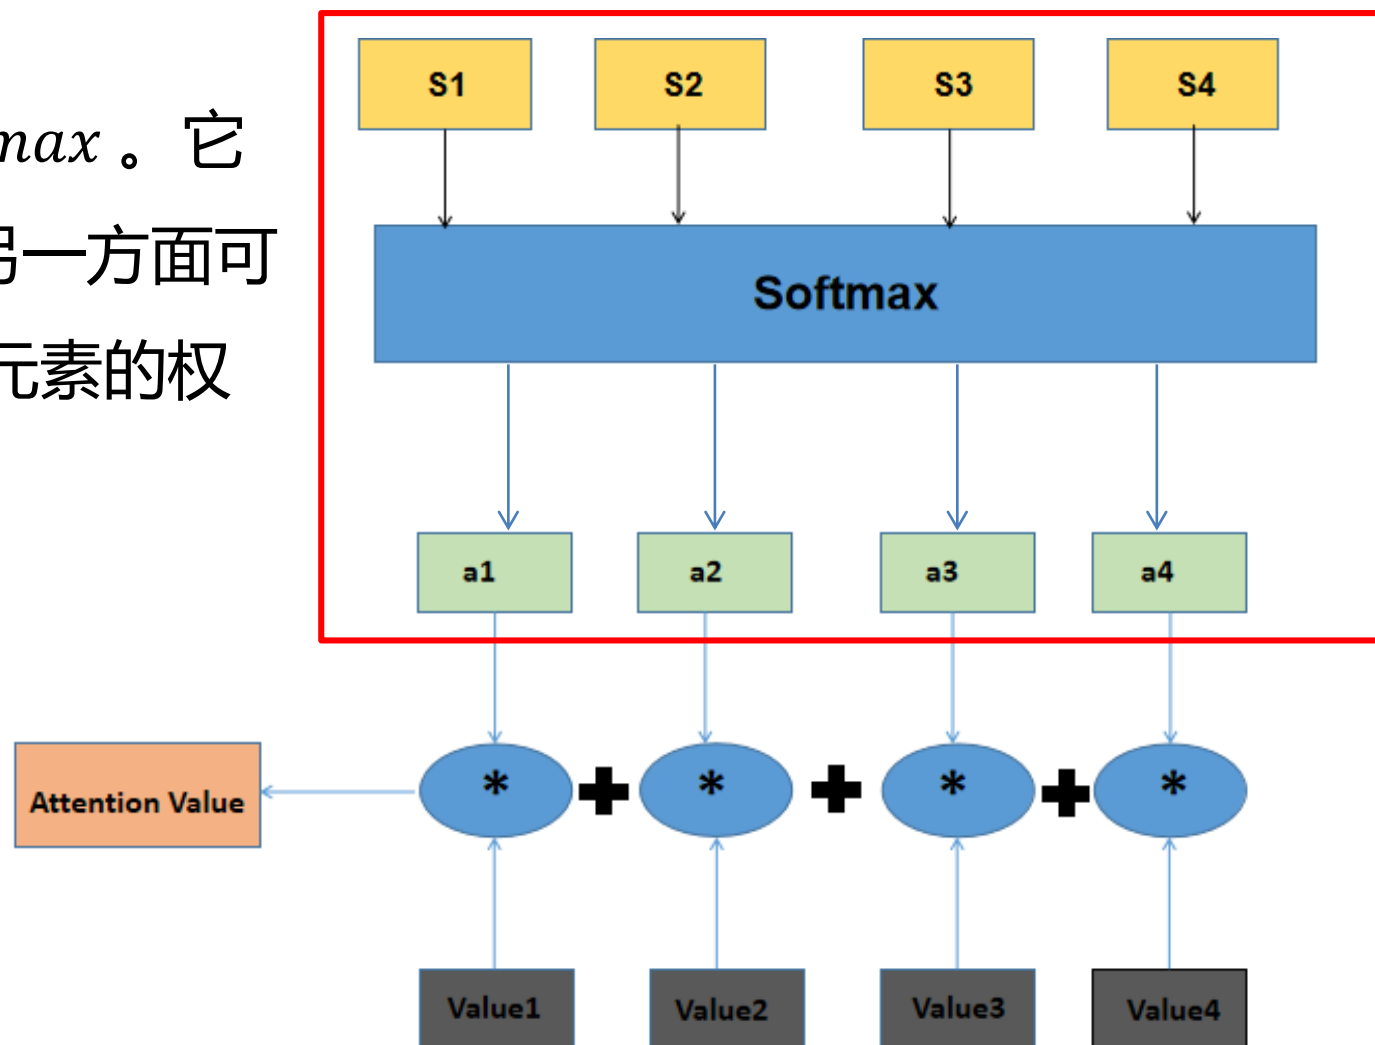 max 。它
另一方面可
元素的权
S1 S2 S3 S4
Softmax
a1 a2 a3 a4
Attention Value * + * + * + *
Value1 Value2 Value3 Value4